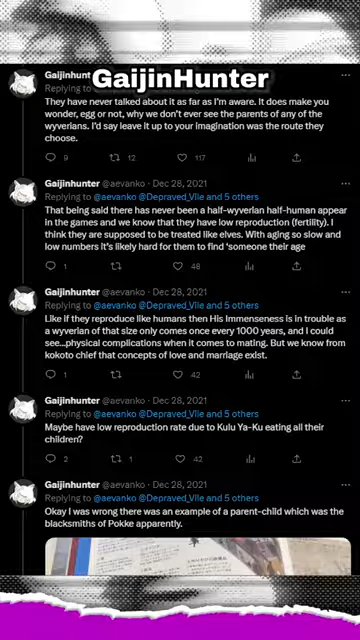 GaijinHunter
Gaijinhunt
Replying to
They have never talked about it as far as I'm aware. It does make you
wonder, egg or not, why we don't ever see the parents of any of the
wyverians. I'd say leave it up to your imagination was the route they
choose.
9 12 117
Gaijinhunter @aevanko · Dec 28, 2021
Replying to @aevanko @Depraved_VIle and 5 others
That being said there has never been a half-wyverian half-human appear
in the games and we know that they have low reproduction (fertility). I
think they are supposed to be treated like elves. With aging so slow and
low numbers it's likely hard for them to find 'someone their age
1 48
Gaijinhunter @aevanko · Dec 28, 2021
Replying to @aevanko @Depraved_VIle and 5 others
Like if they reproduce like humans then His Immenseness is in trouble as
a wyverian of that size only comes once every 1000 years, and I could
see...physical complications when it comes to mating. But we know from
kokoto chief that concepts of love and marriage exist.
1 42
Gaijinhunter @aevanko · Dec 28, 2021
Replying to @aevanko @Depraved_VIle and 5 others
Maybe have low reproduction rate due to Kulu Ya-Ku eating all their
children?
2 1 42
Gaijinhunter @aevanko · Dec 28, 2021
Replying to @aevanko @Depraved_VIle and 5 others
Okay I was wrong there was an example of a parent-child which was the
blacksmiths of Pokke apparently.